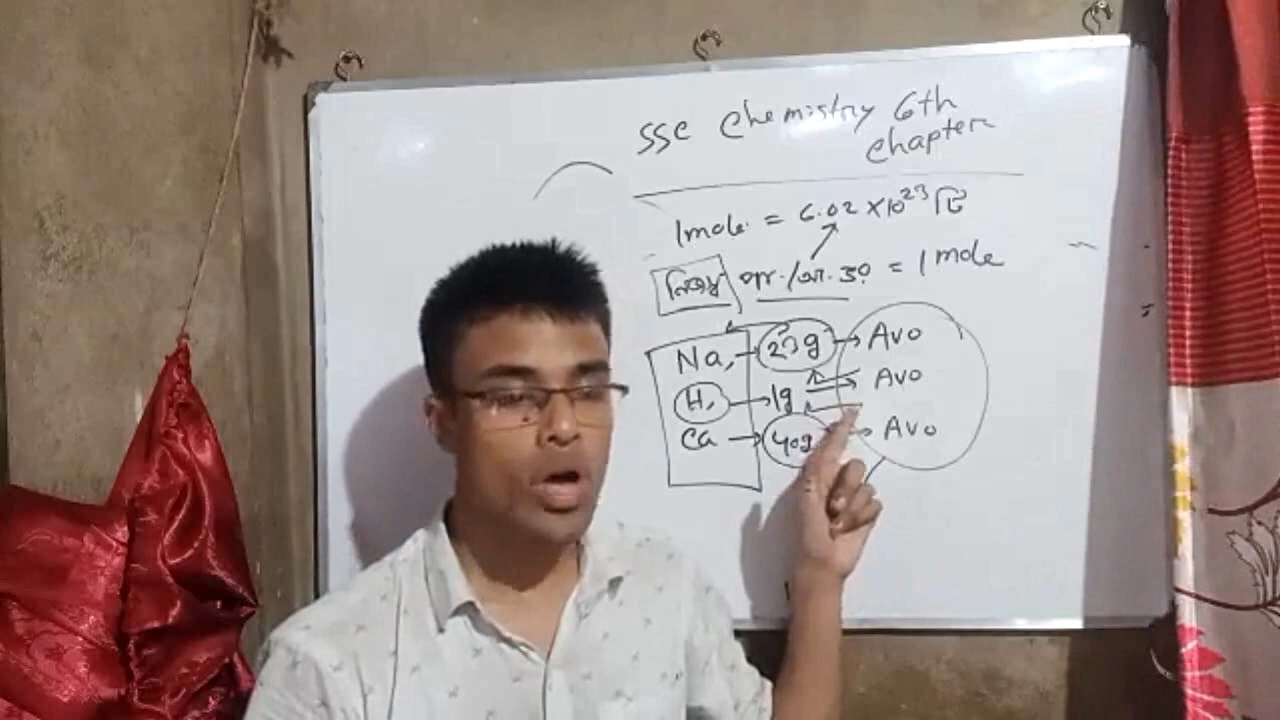 SSC Chemistry 6th
Chapter
1mole = 6.02 × 10²³ টি
নিজস্ব পার./আ. ভর = 1 mole
Na, → 23g → Avo
H, → 1g → Avo
Ca → 40g → Avo